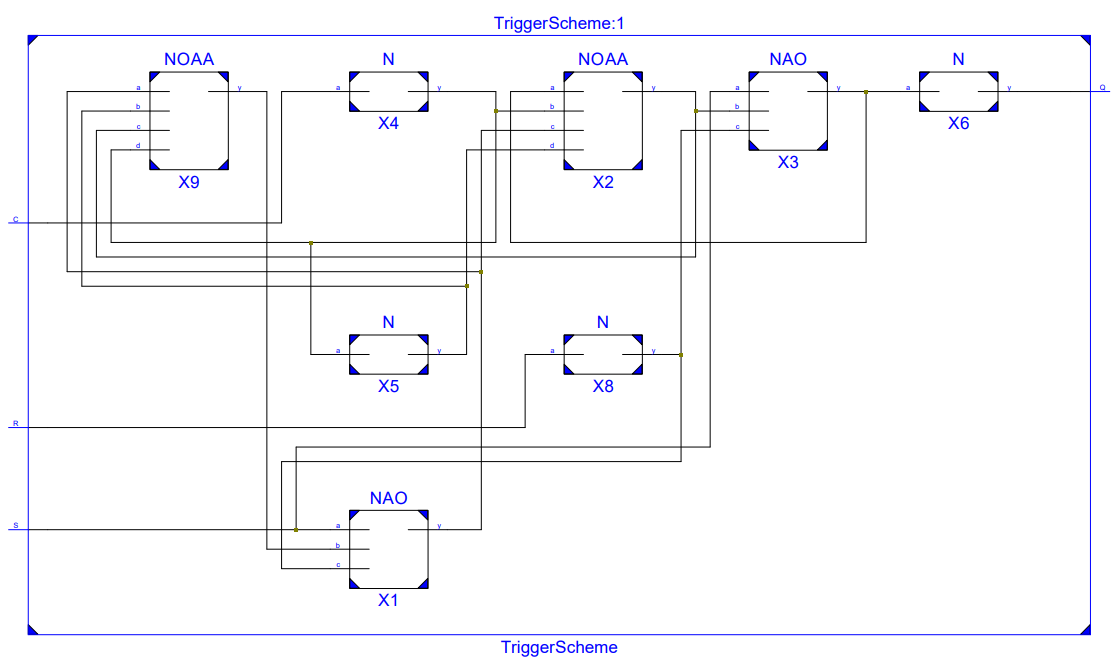 TriggerScheme:1
NOAA N NOAA NAO N
a y a y a y a y a y Q
b b b
X4 X6
c c c
d d X3
X9 X2
C
N N
a y a y
X5 X8
R
NAO
S a y
b
c
X1
TriggerScheme